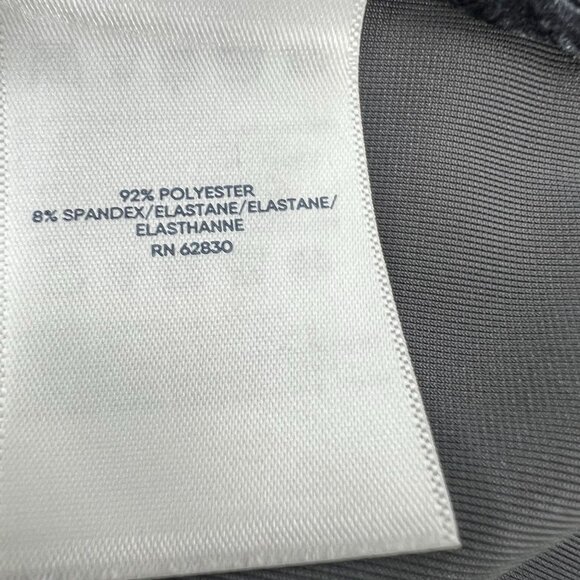 92% POLYESTER
8% SPANDEX/ELASTANE/ELASTANE/
ELASTHANNE
RN 62830